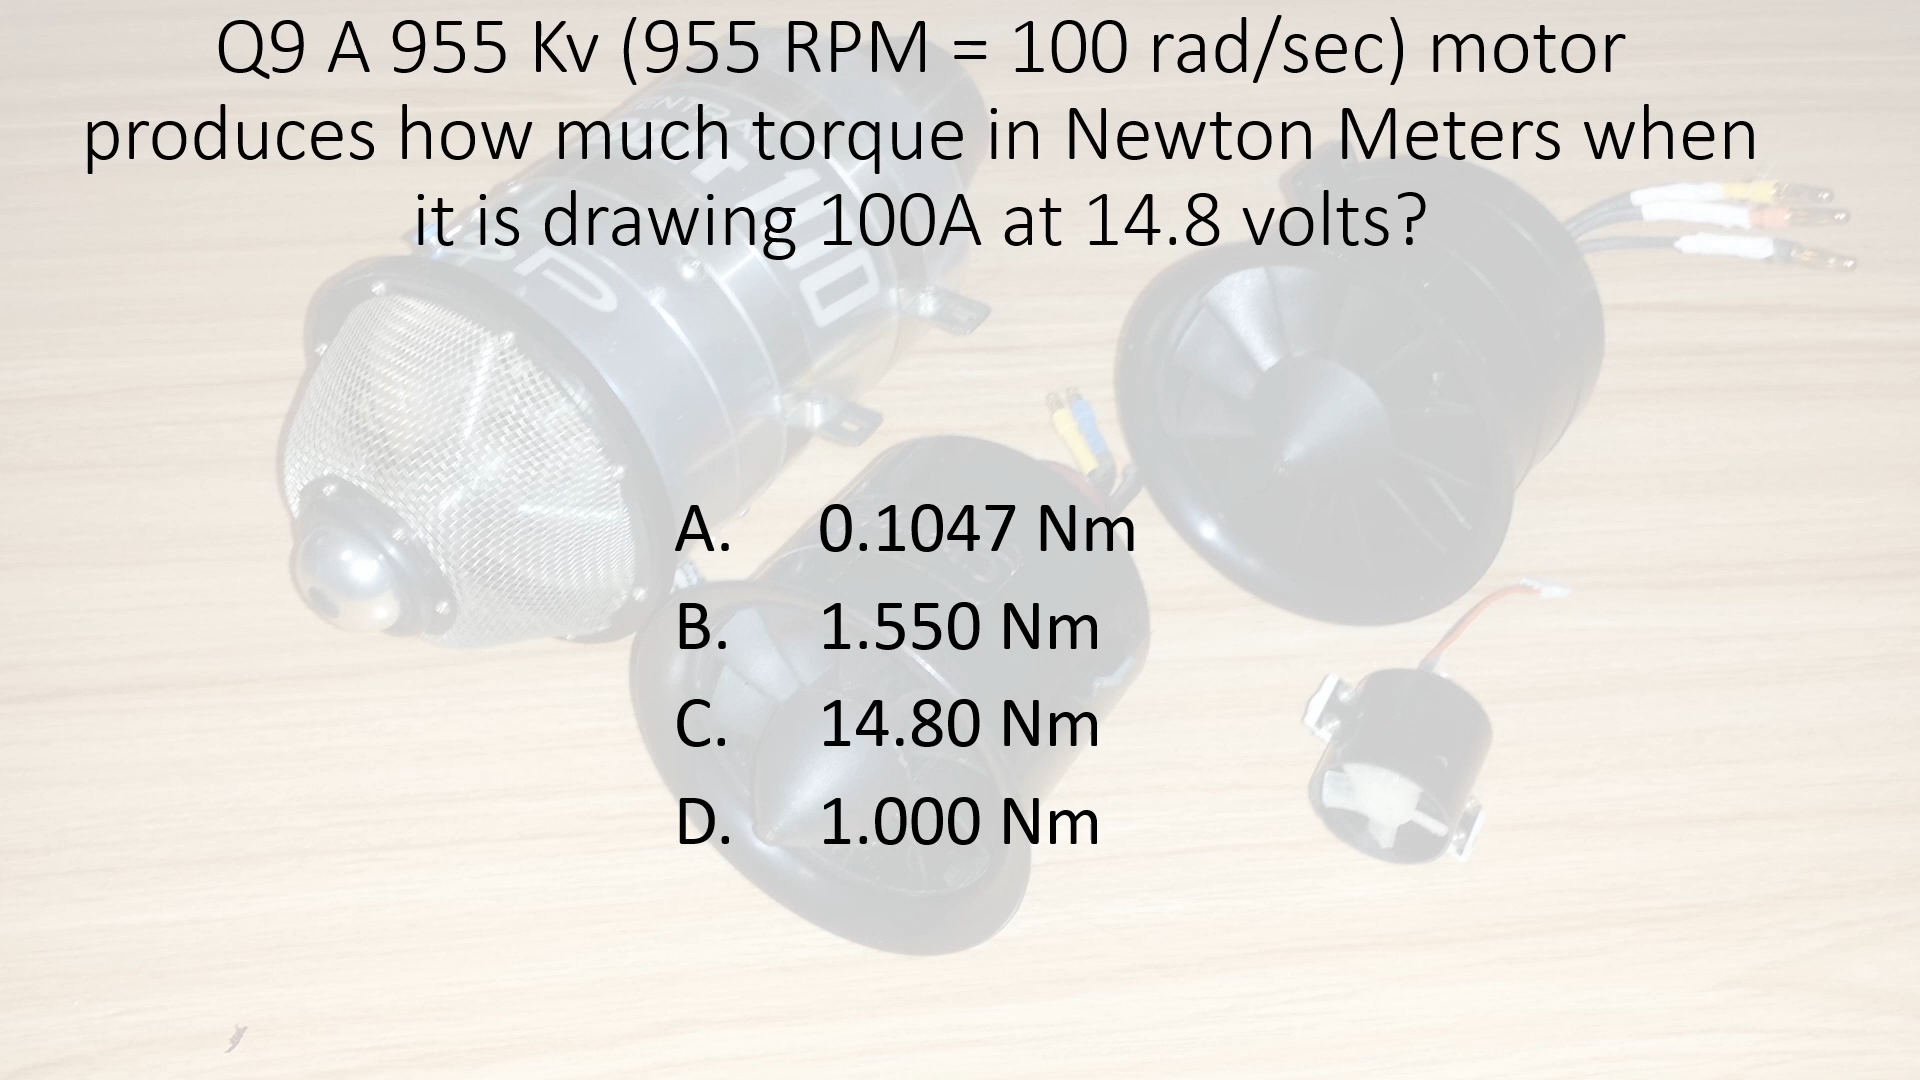 Q9 A 955 Kv (955 RPM = 100 rad/sec) motor
produces how much torque in Newton Meters when
it is drawing 100A at 14.8 volts?
A. 0.1047 Nm
B. 1.550 Nm
C. 14.80 Nm
D. 1.000 Nm